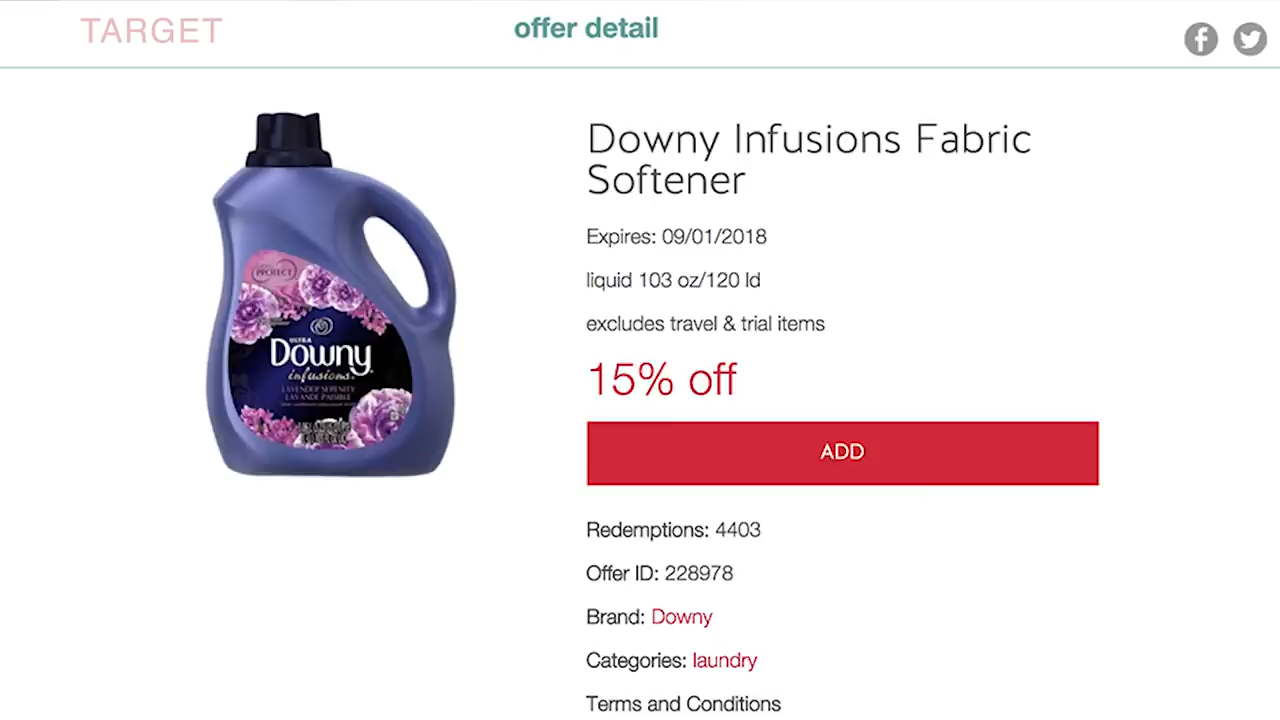 TARGET
offer detail
Downy Infusions Fabric
Softener
Expires: 09/01/2018
liquid 103 oz/120 ld
excludes travel & trial items
15% off
ADD
Redemptions: 4403
Offer ID: 228978
Brand: Downy
Categories: laundry
Terms and Conditions
PROTECT
ULTRA
Downy
infusions
LAVENDER SERENITY
LAVANDE PAISIBLE